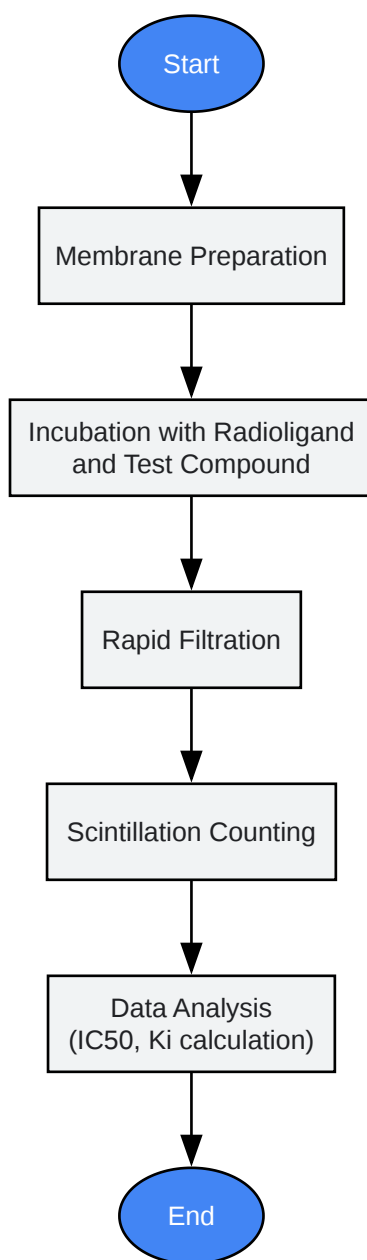 Start
Membrane Preparation
Incubation with Radioligand
and Test Compound
Rapid Filtration
Scintillation Counting
Data Analysis
(IC50, Ki calculation)
End